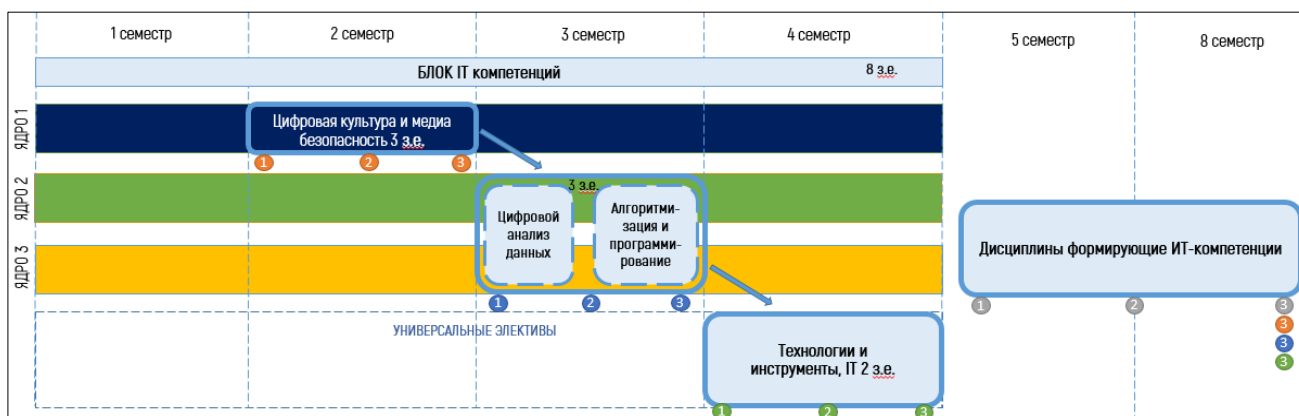 1 семестр
2 семестр
3 семестр
4 семестр
5 семестр
8 семестр
БЛОК IT компетенций
8 з.е.
ЯДРО 1
Цифровая культура и медиа
безопасность 3 з.е.
1 2 3
ЯДРО 2
3 з.е.
Цифровой
анализ
данных
Алгоритми-
зация и
программи-
рование
ЯДРО 3
1 2 3
Дисциплины формирующие ИТ-компетенции
1 2 3
3
3
3
УНИВЕРСАЛЬНЫЕ ЭЛЕКТИВЫ
Технологии и
инструменты, IT 2 з.е.
1 2 3